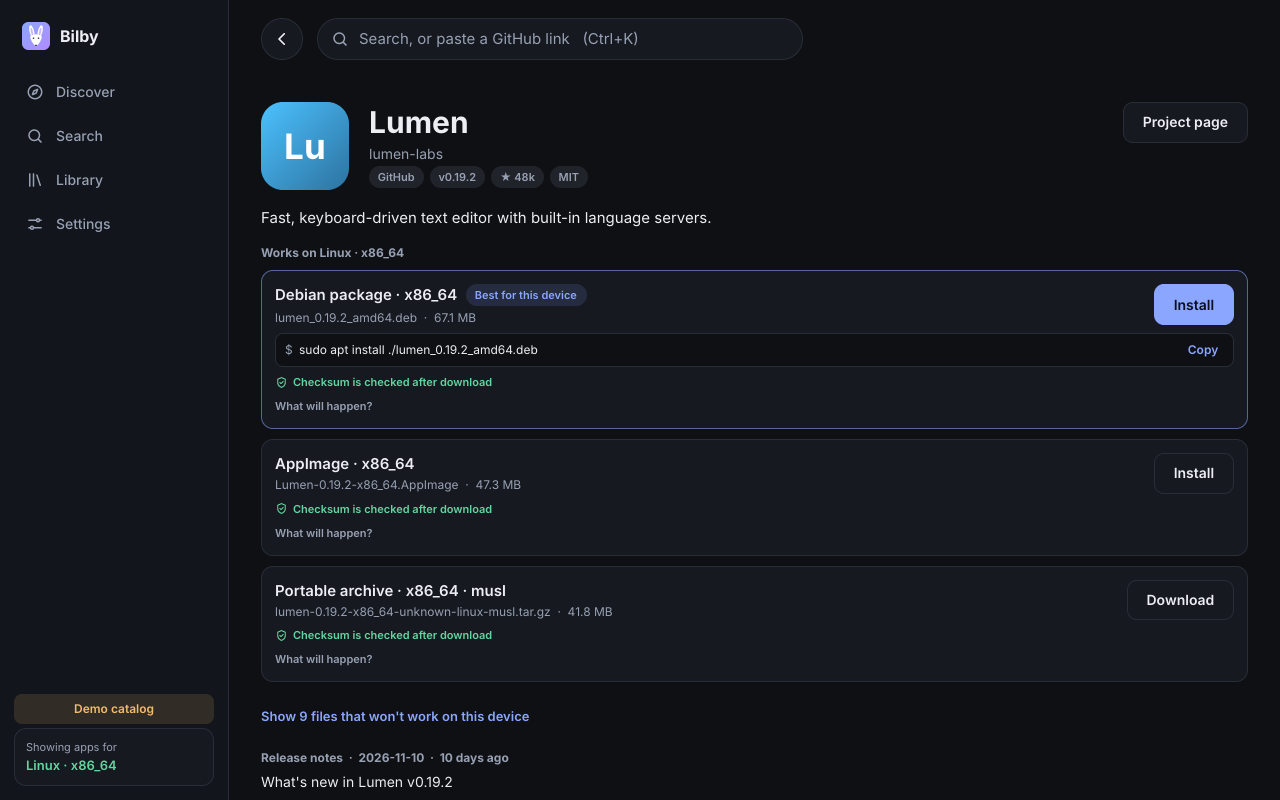 Bilby
Discover
Search
Library
Settings
Demo catalog
Showing apps for
Linux · x86_64
Search, or paste a GitHub link (Ctrl+K)
Lu
Lumen
lumen-labs
GitHub v0.19.2 ★ 48k MIT
Project page
Fast, keyboard-driven text editor with built-in language servers.
Works on Linux · x86_64
Debian package · x86_64 Best for this device
Install
lumen_0.19.2_amd64.deb · 67.1 MB
$ sudo apt install ./lumen_0.19.2_amd64.deb Copy
Checksum is checked after download
What will happen?
AppImage · x86_64
Install
Lumen-0.19.2-x86_64.AppImage · 47.3 MB
Checksum is checked after download
What will happen?
Portable archive · x86_64 · musl
Download
lumen-0.19.2-x86_64-unknown-linux-musl.tar.gz · 41.8 MB
Checksum is checked after download
What will happen?
Show 9 files that won't work on this device
Release notes · 2026-11-10 · 10 days ago
What's new in Lumen v0.19.2